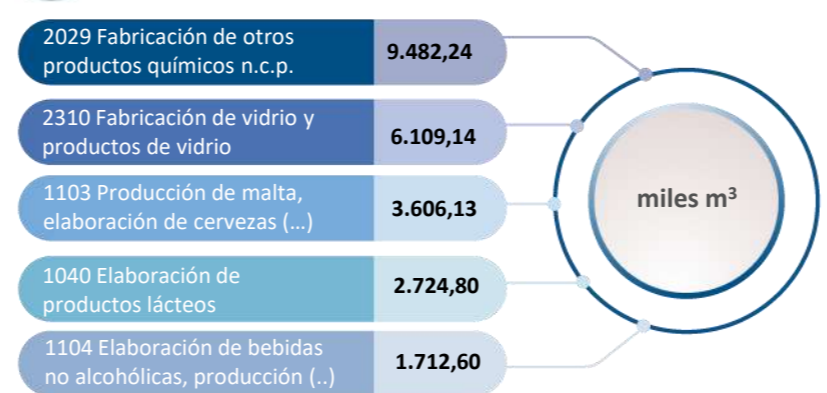 2029 Fabricación de otros
productos químicos n.c.p.
9.482,24
2310 Fabricación de vidrio y
productos de vidrio
6.109,14
1103 Producción de malta,
elaboración de cervezas (...)
3.606,13
1040 Elaboración de
productos lácteos
2.724,80
1104 Elaboración de bebidas
no alcohólicas, producción (..)
1.712,60
miles m³